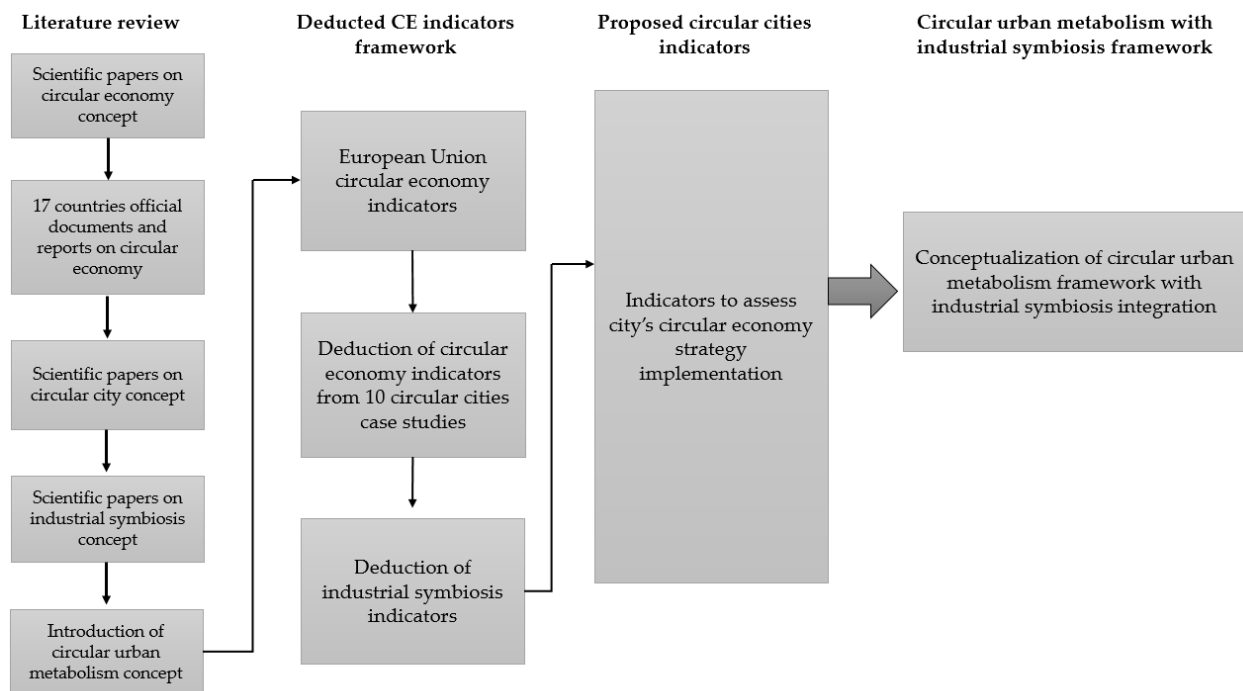 Literature review
Scientific papers on
circular economy
concept
17 countries official
documents and
reports on circular
economy
Scientific papers on
circular city concept
Scientific papers on
industrial symbiosis
concept
Introduction of
circular urban
metabolism concept
Deducted CE indicators
framework
European Union
circular economy
indicators
Deduction of circular
economy indicators
from 10 circular cities
case studies
Deduction of
industrial symbiosis
indicators
Proposed circular cities
indicators
Indicators to assess
city’s circular economy
strategy
implementation
Circular urban metabolism with
industrial symbiosis framework
Conceptualization of circular urban
metabolism framework with
industrial symbiosis integration